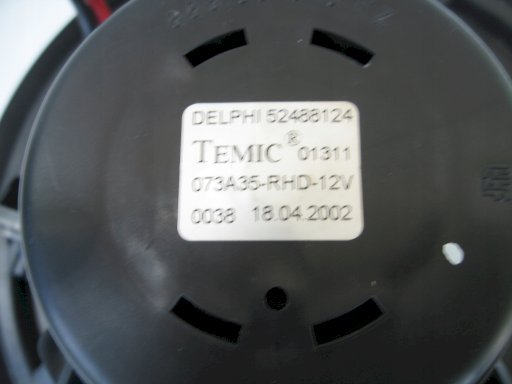 DELPHI 52488124
TEMIC® 01311
073A35-RHD-12V
0038 18.04.2002